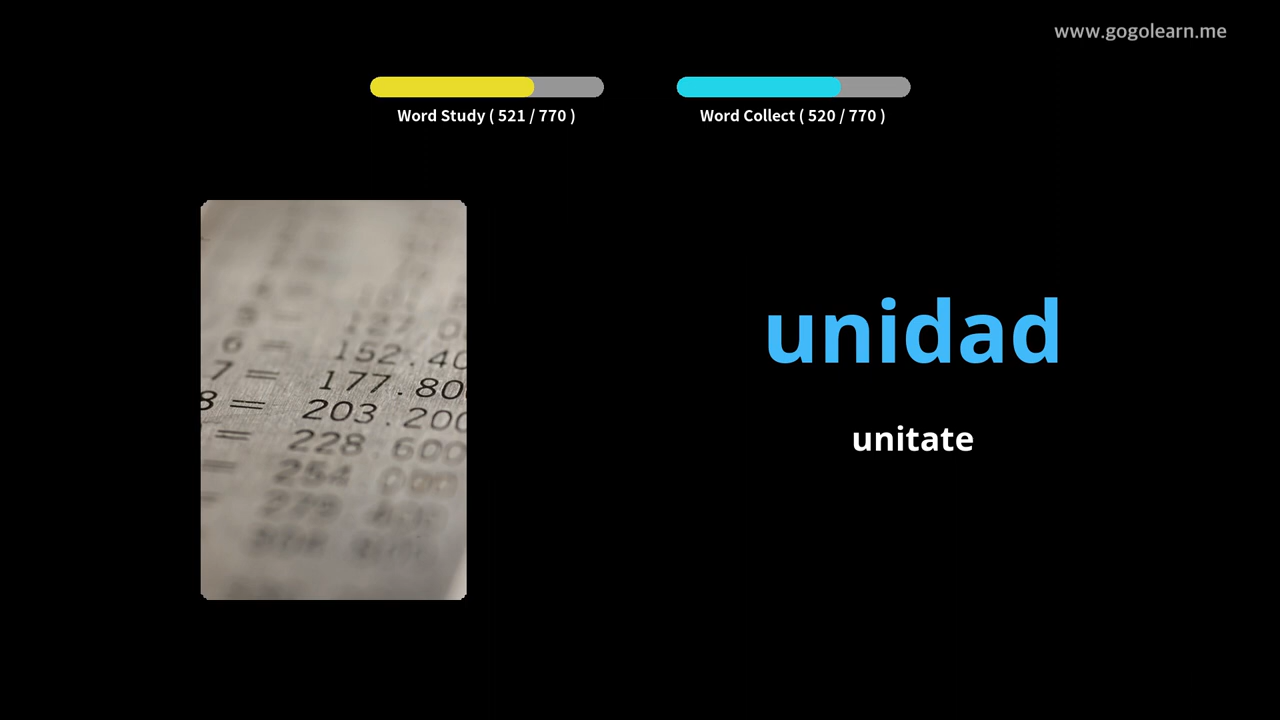 www.gogolearn.me
Word Study ( 521 / 770 )
Word Collect ( 520 / 770 )
6 = 152.40
7 = 177.80
8 = 203.200
= 228.600
254
unidad
unitate